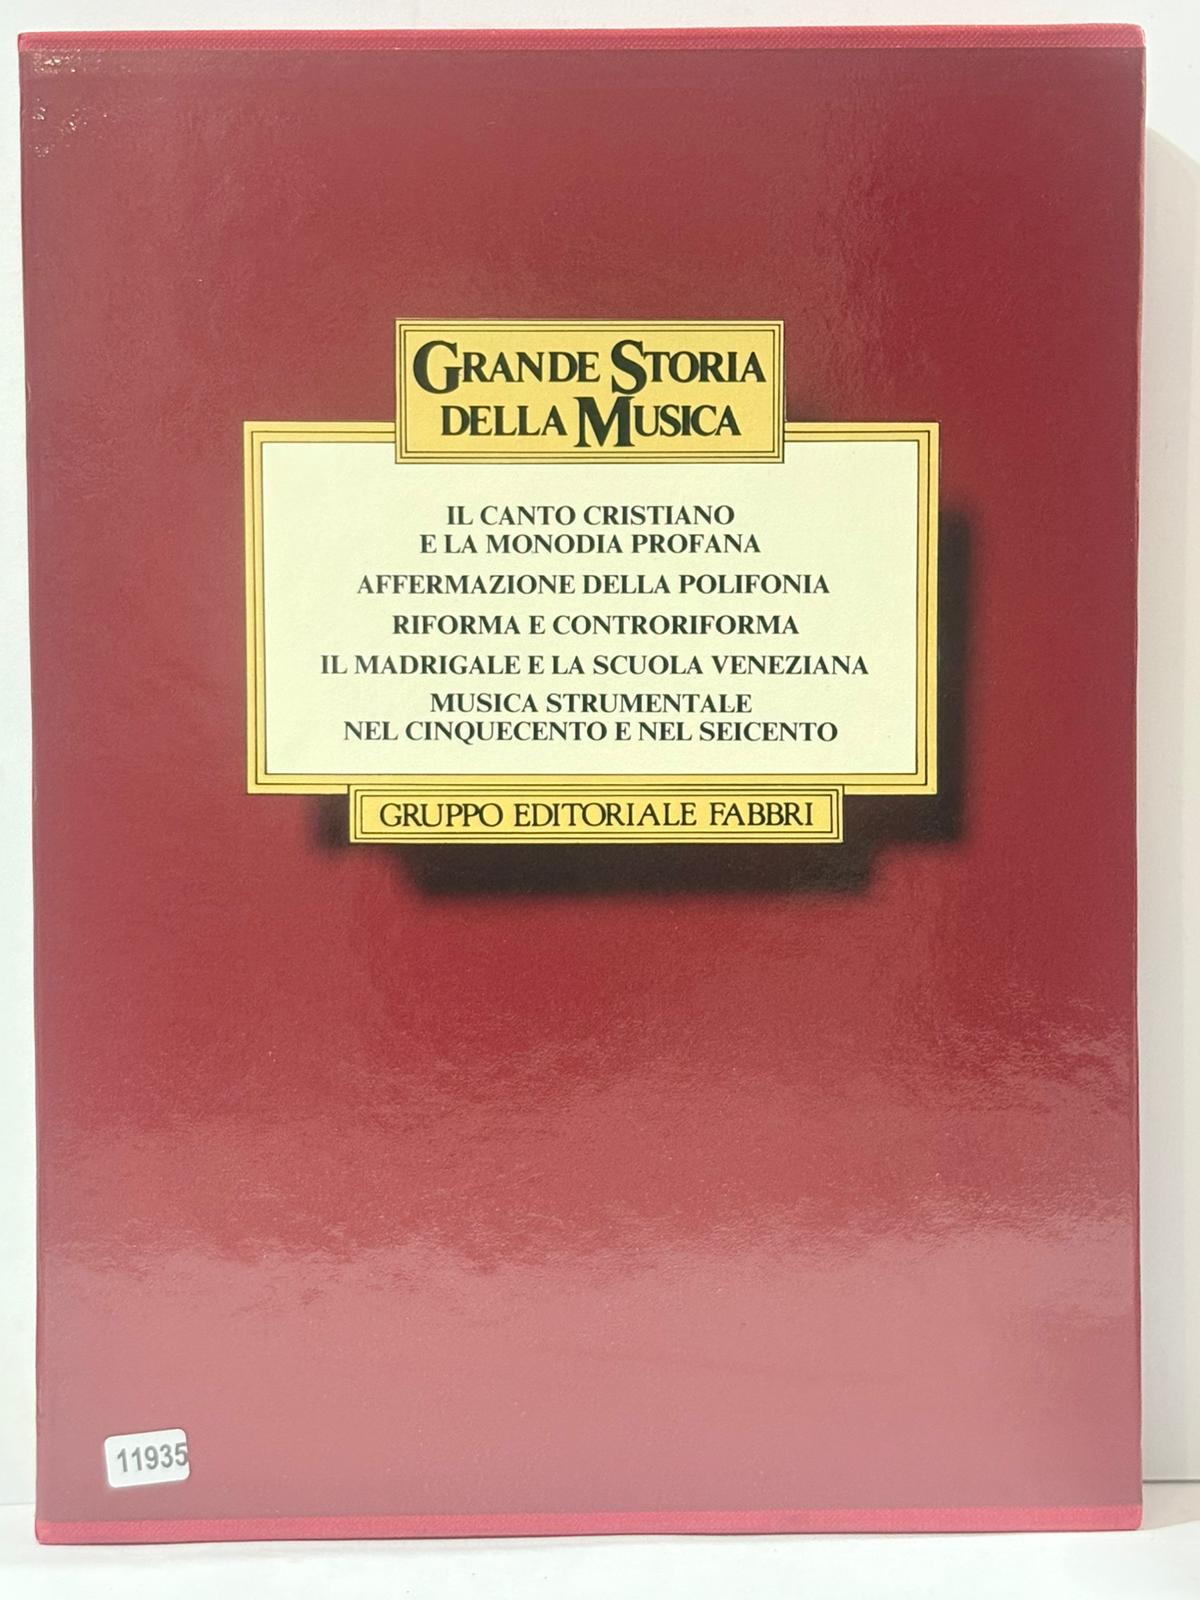 GRANDE STORIA
DELLA MUSICA
IL CANTO CRISTIANO
E LA MONODIA PROFANA
AFFERMAZIONE DELLA POLIFONIA
RIFORMA E CONTRORIFORMA
IL MADRIGALE E LA SCUOLA VENEZIANA
MUSICA STRUMENTALE
NEL CINQUECENTO E NEL SEICENTO
GRUPPO EDITORIALE FABBRI
11935